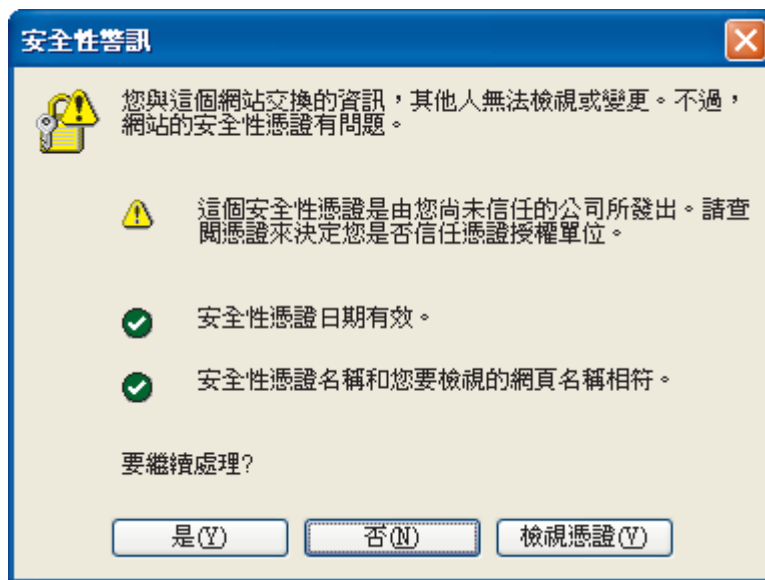 安全性警訊
您與這個網站交換的資訊，其他人無法檢視或變更。不過，
網站的安全性憑證有問題。
這個安全性憑證是由您尚未信任的公司所發出。請查
閱憑證來決定您是否信任憑證授權單位。
安全性憑證日期有效。
安全性憑證名稱和您要檢視的網頁名稱相符。
要繼續處理?
是(Y)
否(N)
檢視憑證(V)